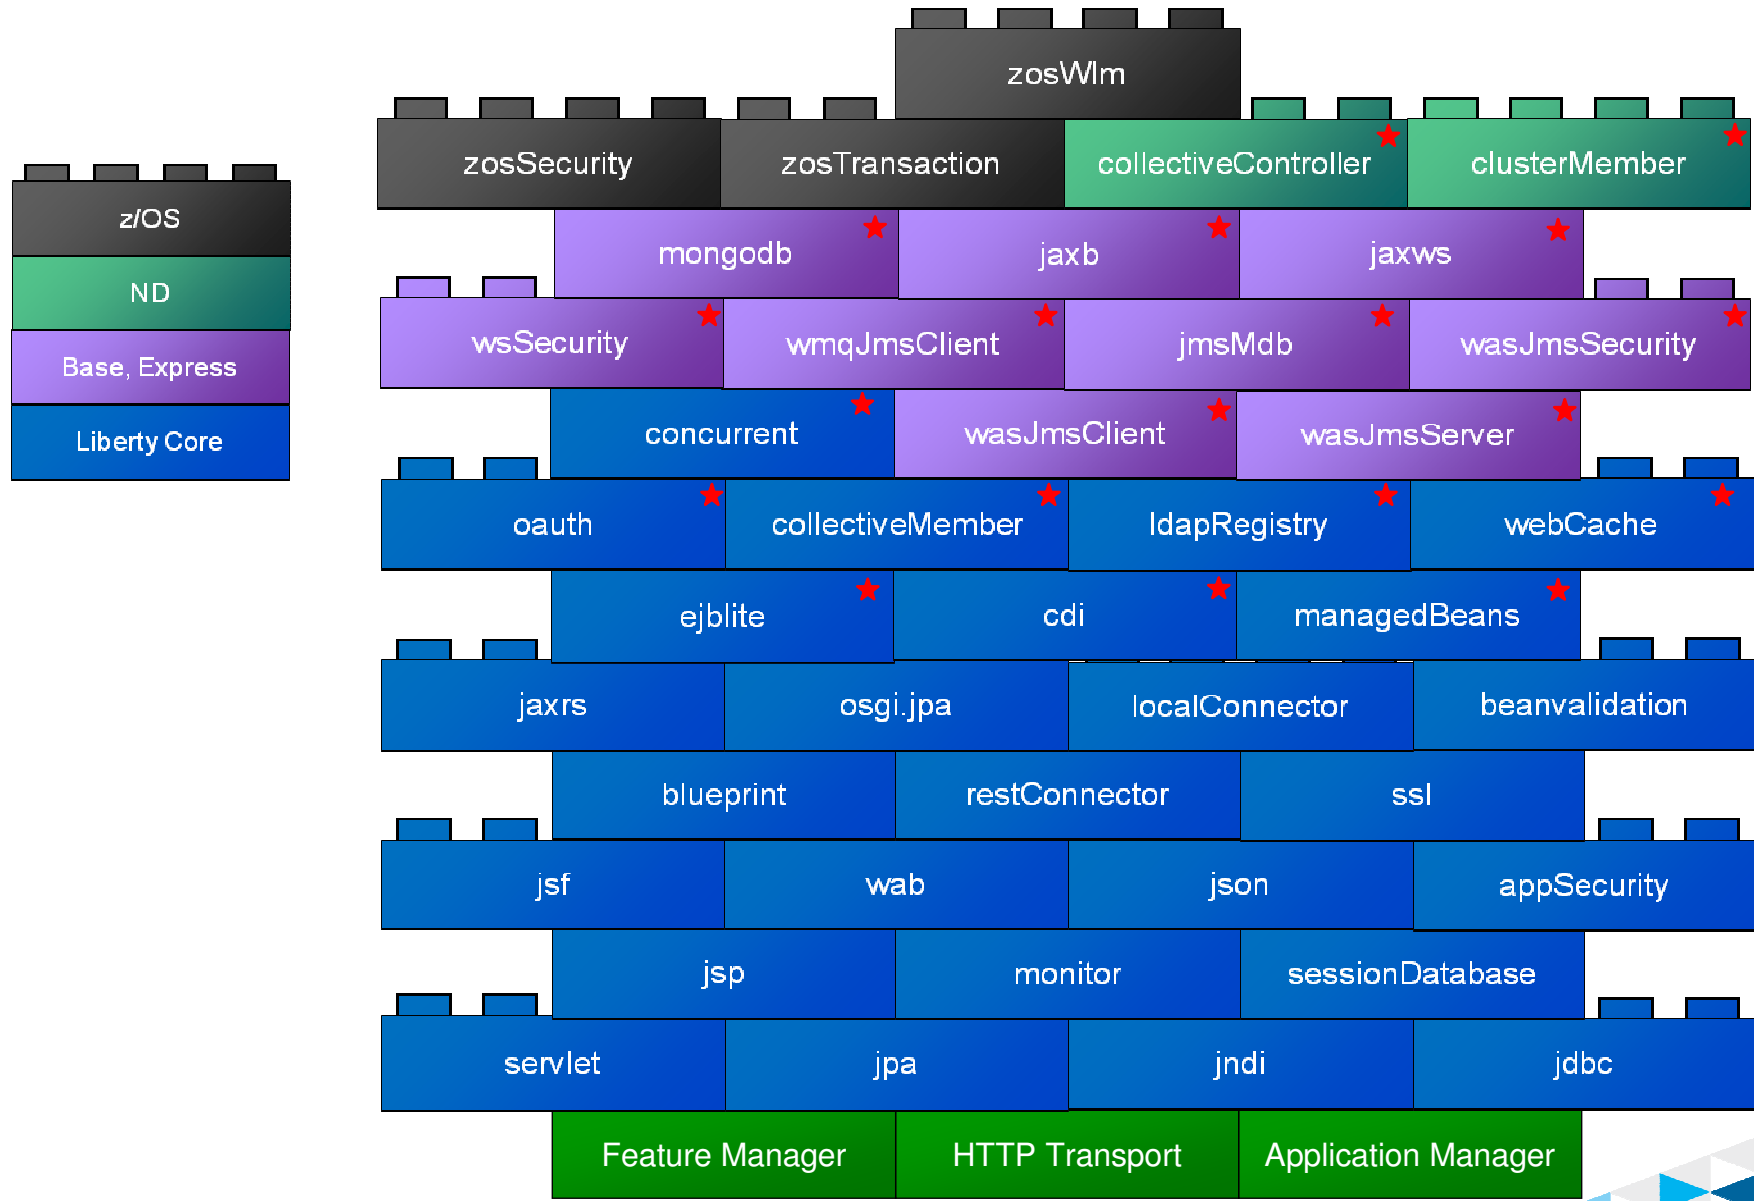 zosWlm
zosSecurity
zosTransaction
collectiveController
clusterMember
z/OS
ND
Base, Express
Liberty Core
mongodb
jaxb
jaxws
wsSecurity
wmqJmsClient
jmsMdb
wasJmsSecurity
concurrent
wasJmsClient
wasJmsServer
oauth
collectiveMember
ldapRegistry
webCache
ejblite
cdi
managedBeans
jaxrs
osgi.jpa
localConnector
beanvalidation
blueprint
restConnector
ssl
jsf
wab
json
appSecurity
jsp
monitor
sessionDatabase
servlet
jpa
jndi
jdbc
Feature Manager
HTTP Transport
Application Manager